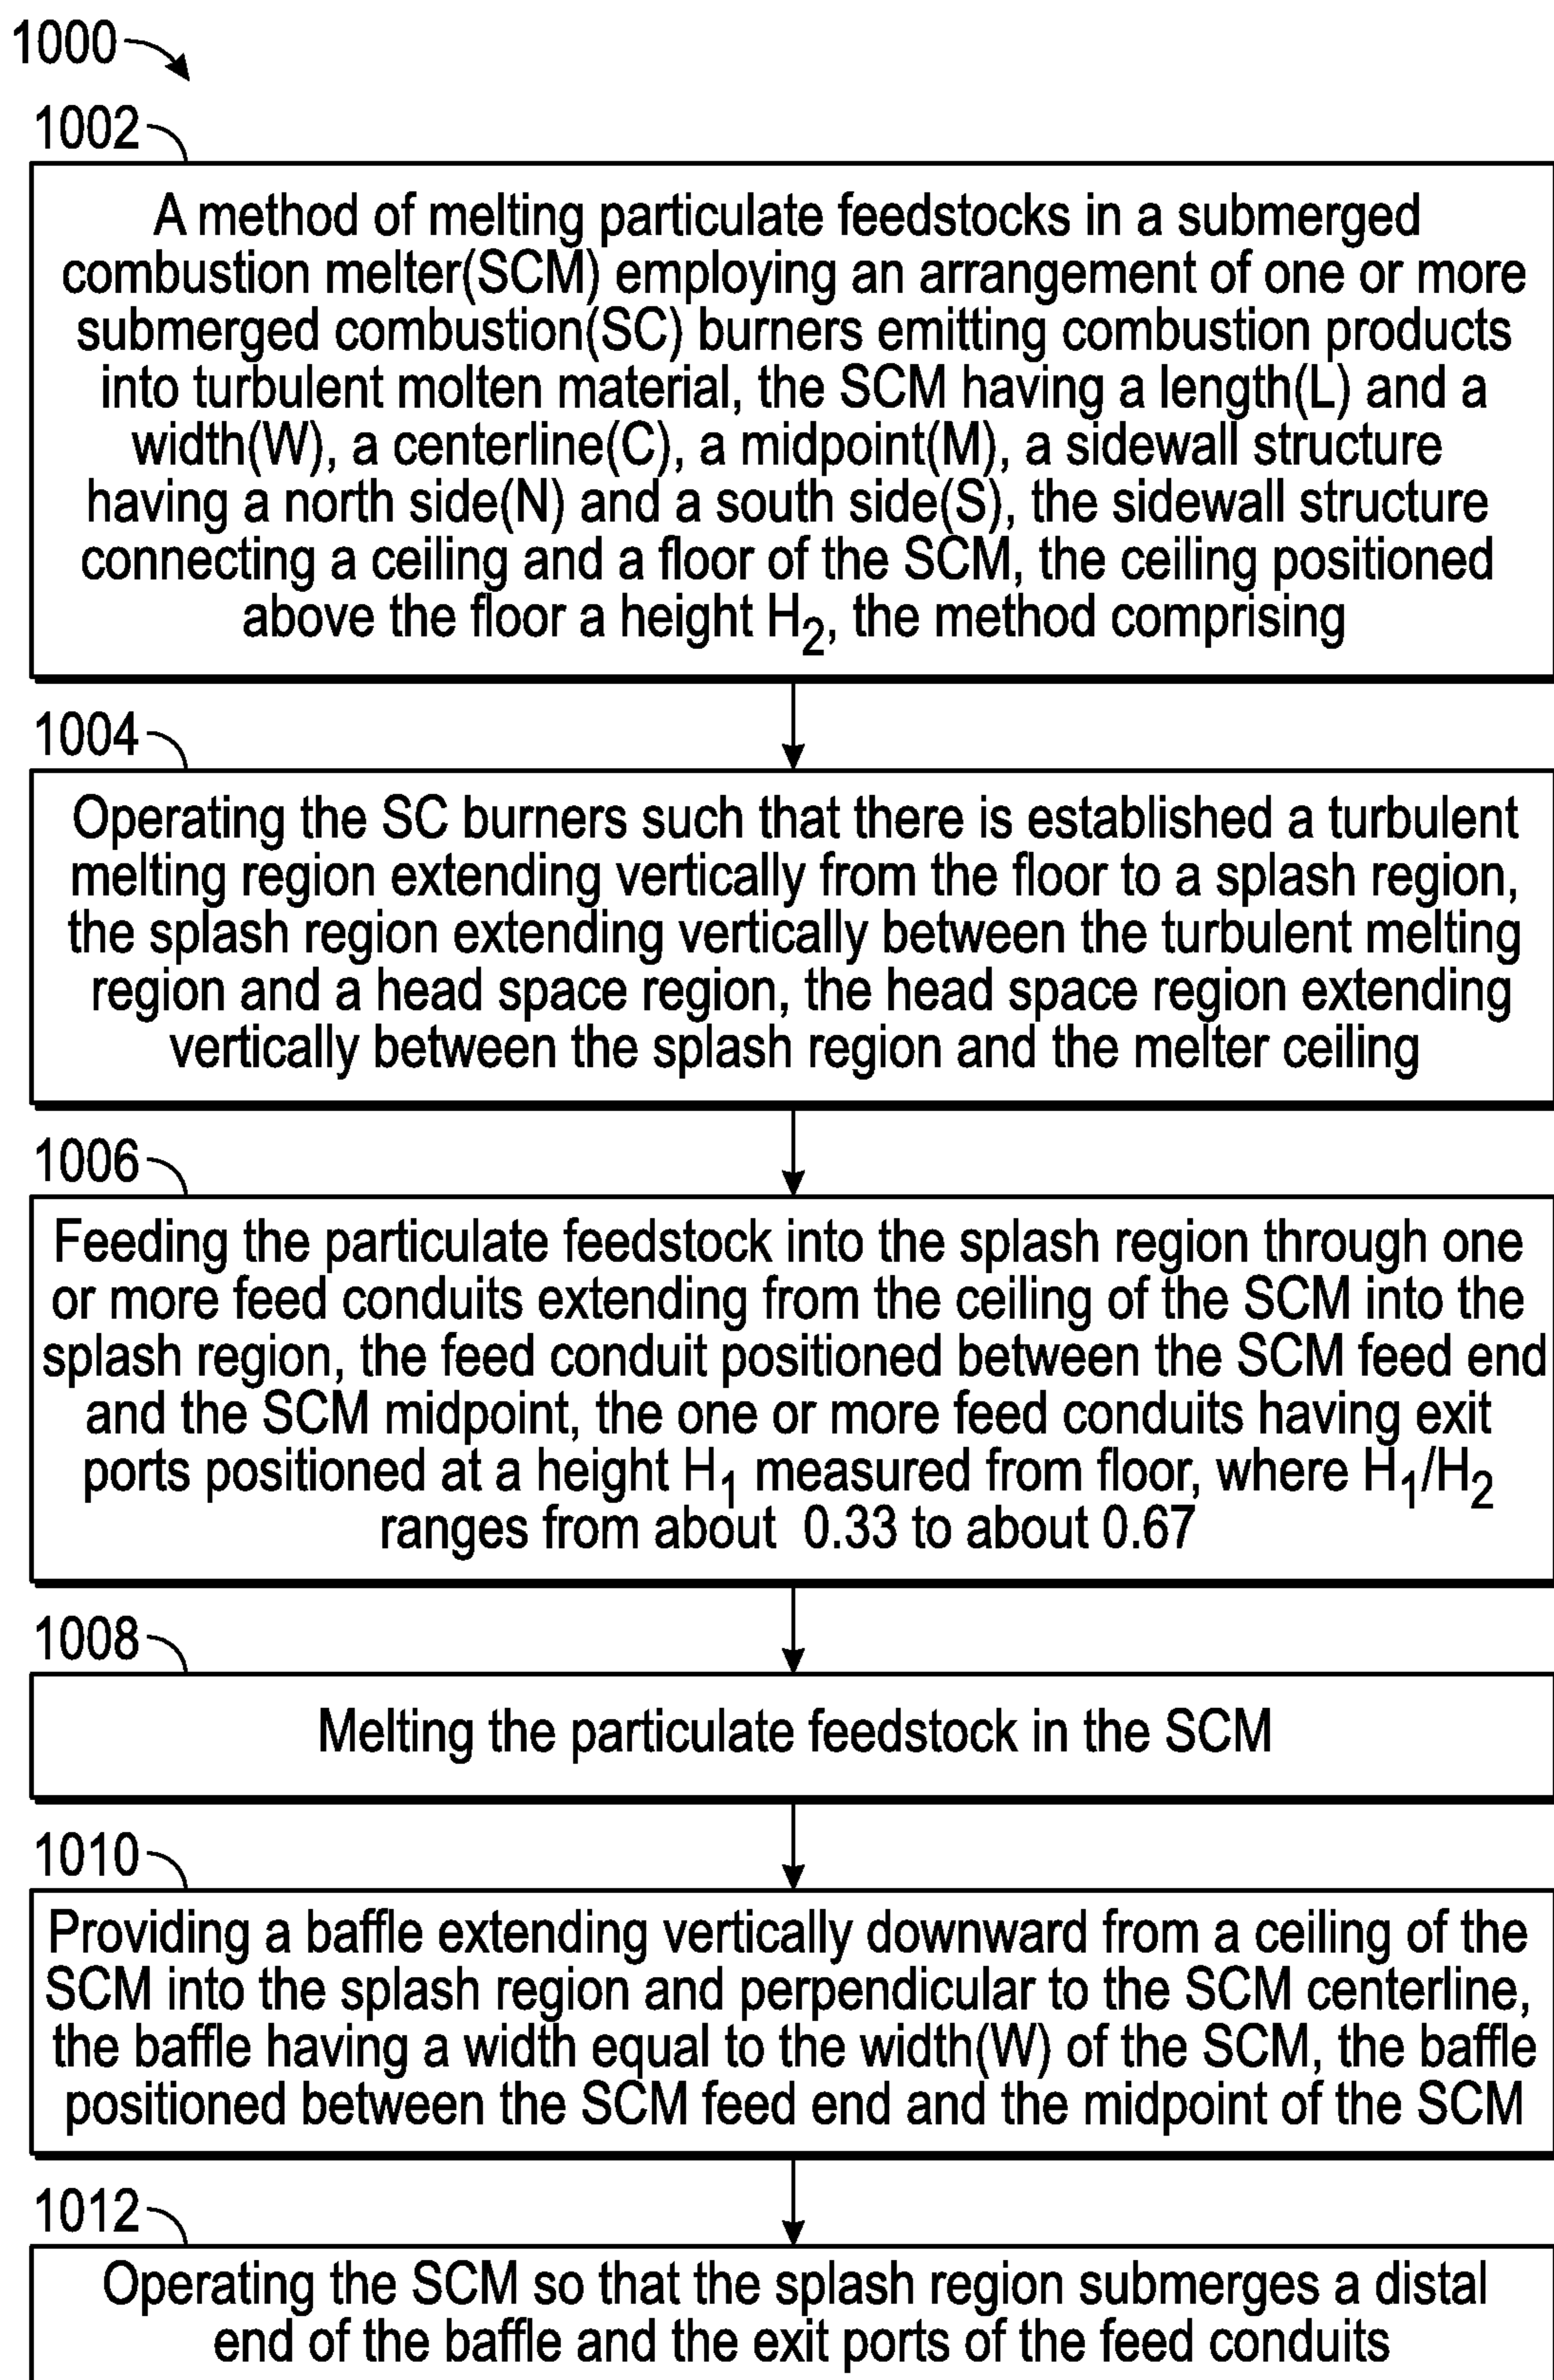 1000
1002
A method of melting particulate feedstocks in a submerged
combustion melter(SCM) employing an arrangement of one or more
submerged combustion(SC) burners emitting combustion products
into turbulent molten material, the SCM having a length(L) and a
width(W), a centerline(C), a midpoint(M), a sidewall structure
having a north side(N) and a south side(S), the sidewall structure
connecting a ceiling and a floor of the SCM, the ceiling positioned
above the floor a height H₂, the method comprising
1004
Operating the SC burners such that there is established a turbulent
melting region extending vertically from the floor to a splash region,
the splash region extending vertically between the turbulent melting
region and a head space region, the head space region extending
vertically between the splash region and the melter ceiling
1006
Feeding the particulate feedstock into the splash region through one
or more feed conduits extending from the ceiling of the SCM into the
splash region, the feed conduit positioned between the SCM feed end
and the SCM midpoint, the one or more feed conduits having exit
ports positioned at a height H₁ measured from floor, where H₁/H₂
ranges from about 0.33 to about 0.67
1008
Melting the particulate feedstock in the SCM
1010
Providing a baffle extending vertically downward from a ceiling of the
SCM into the splash region and perpendicular to the SCM centerline,
the baffle having a width equal to the width(W) of the SCM, the baffle
positioned between the SCM feed end and the midpoint of the SCM
1012
Operating the SCM so that the splash region submerges a distal
end of the baffle and the exit ports of the feed conduits